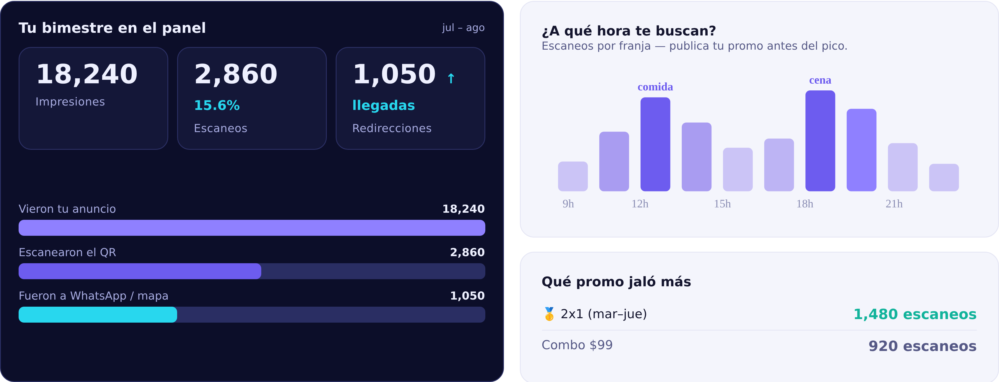 Tu bimestre en el panel
jul – ago
18,240
Impresiones
2,860
15.6%
Escaneos
1,050 ↑
llegadas
Redirecciones
Vieron tu anuncio
18,240
Escanearon el QR
2,860
Fueron a WhatsApp / mapa
1,050
¿A qué hora te buscan?
Escaneos por franja — publica tu promo antes del pico.
comida
cena
9h
12h
15h
18h
21h
Qué promo jaló más
🥇 2x1 (mar–jue)
1,480 escaneos
Combo $99
920 escaneos